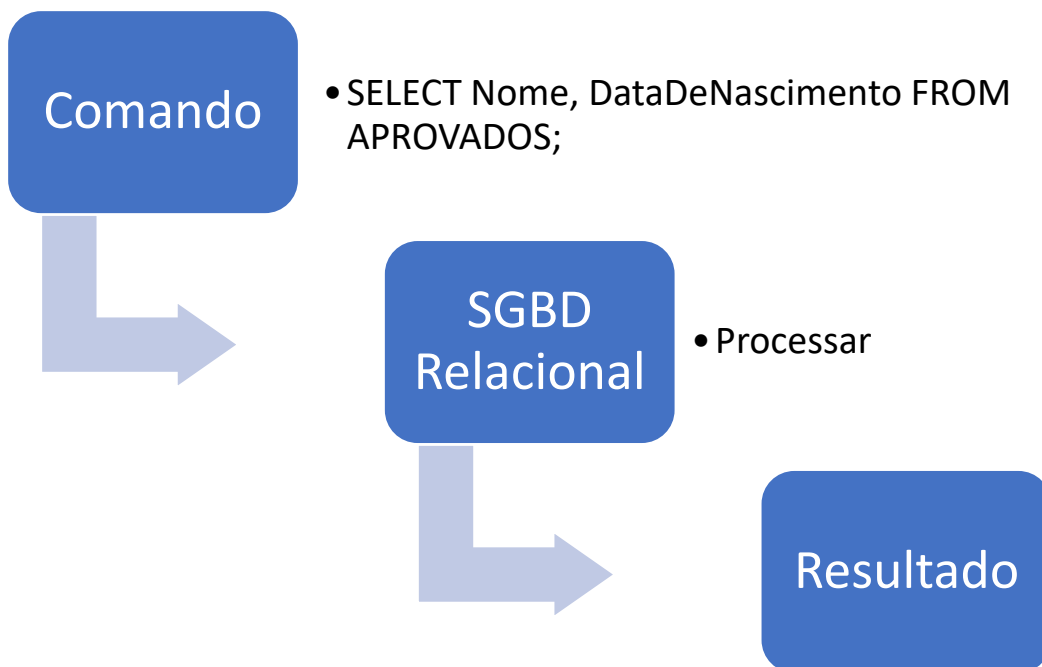 Comando
• SELECT Nome, DataDeNascimento FROM
APROVADOS;
SGBD
Relacional
• Processar
Resultado